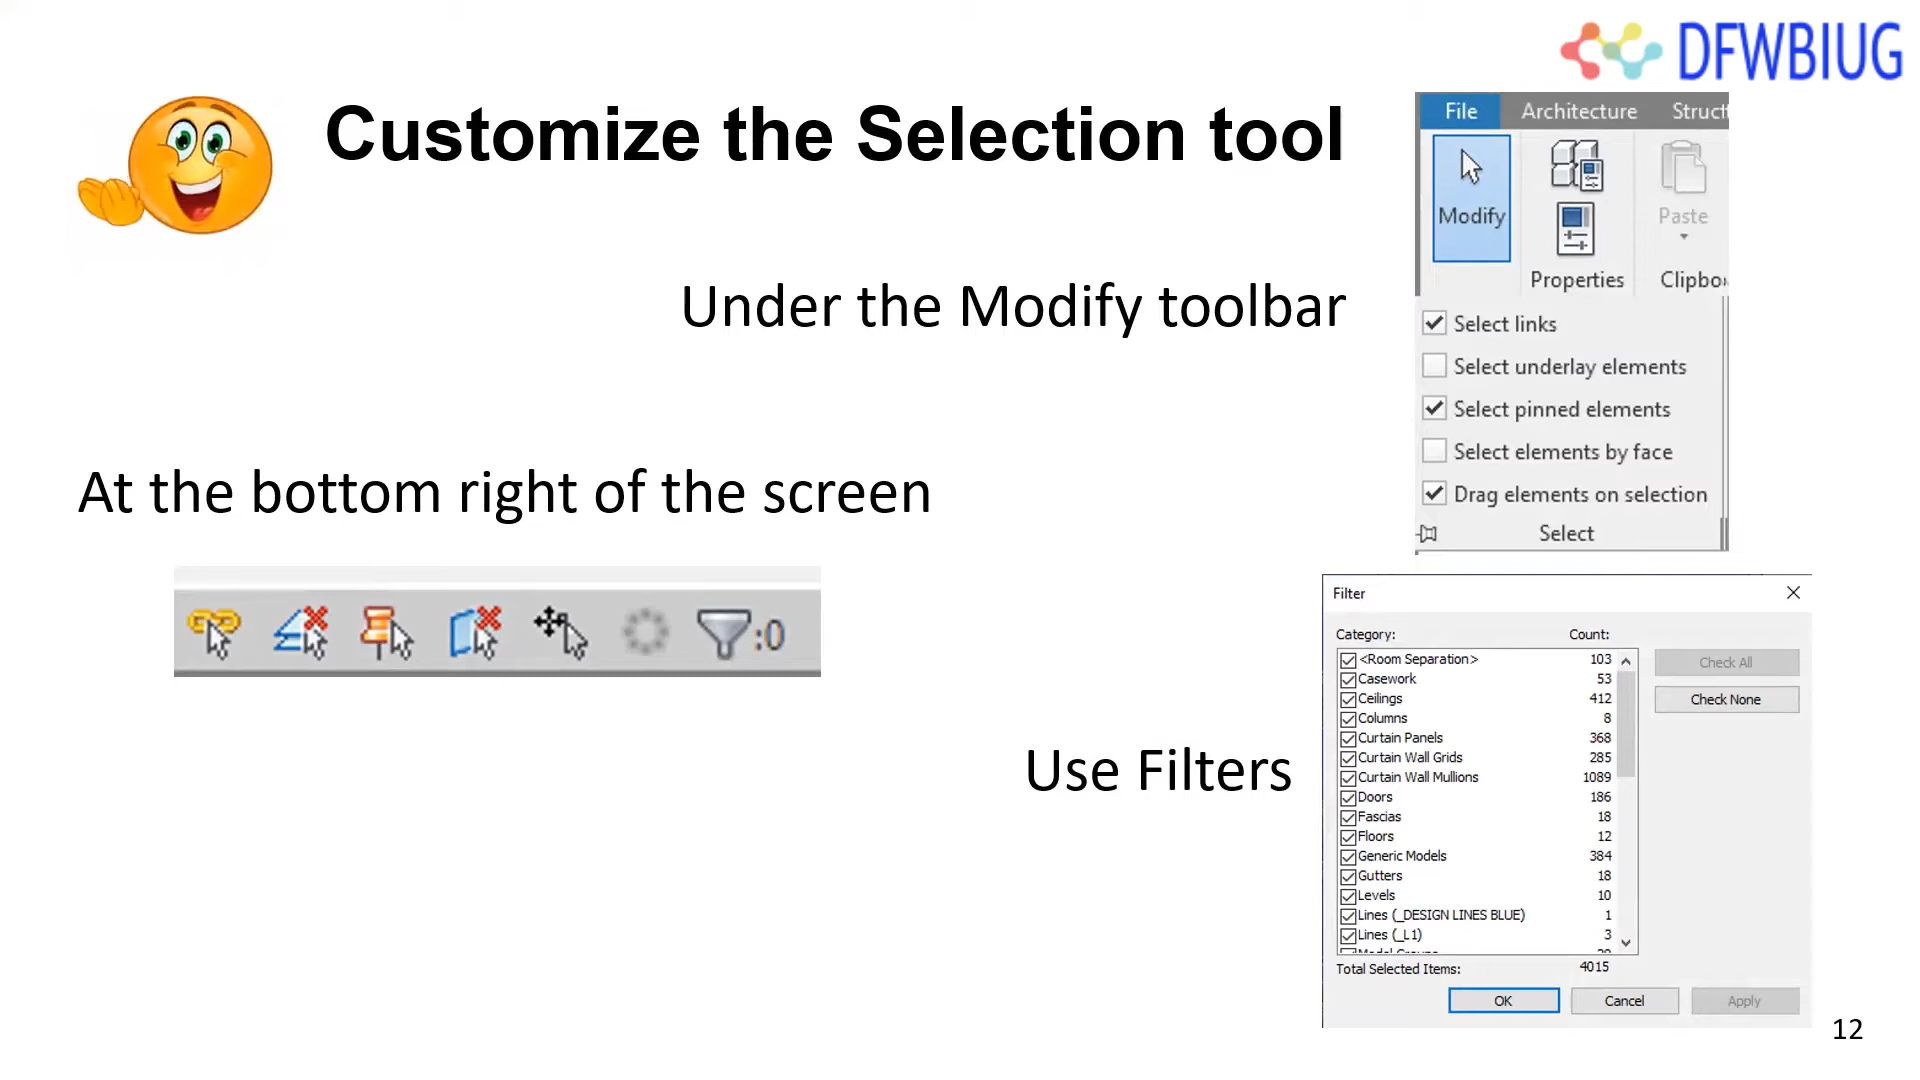 DFWBIUG
Customize the Selection tool
File Architecture
Modify
Paste
Properties
Under the Modify toolbar
Select links
Select underlay elements
Select pinned elements
Select elements by face
Drag elements on selection
Select
At the bottom right of the screen
:0
Use Filters
Filter
Category: Count:
<Room Separation> 103
Casework 53
Ceilings 412
Columns 8
Curtain Panels 368
Curtain Wall Grids 285
Curtain Wall Mullions 1089
Doors 186
Fascias 18
Floors 12
Generic Models 384
Gutters 18
Levels 10
Lines (_DESIGN LINES BLUE) 1
Lines (_L1) 3
Total Selected Items: 4015
Check All
Check None
OK Cancel Apply
12